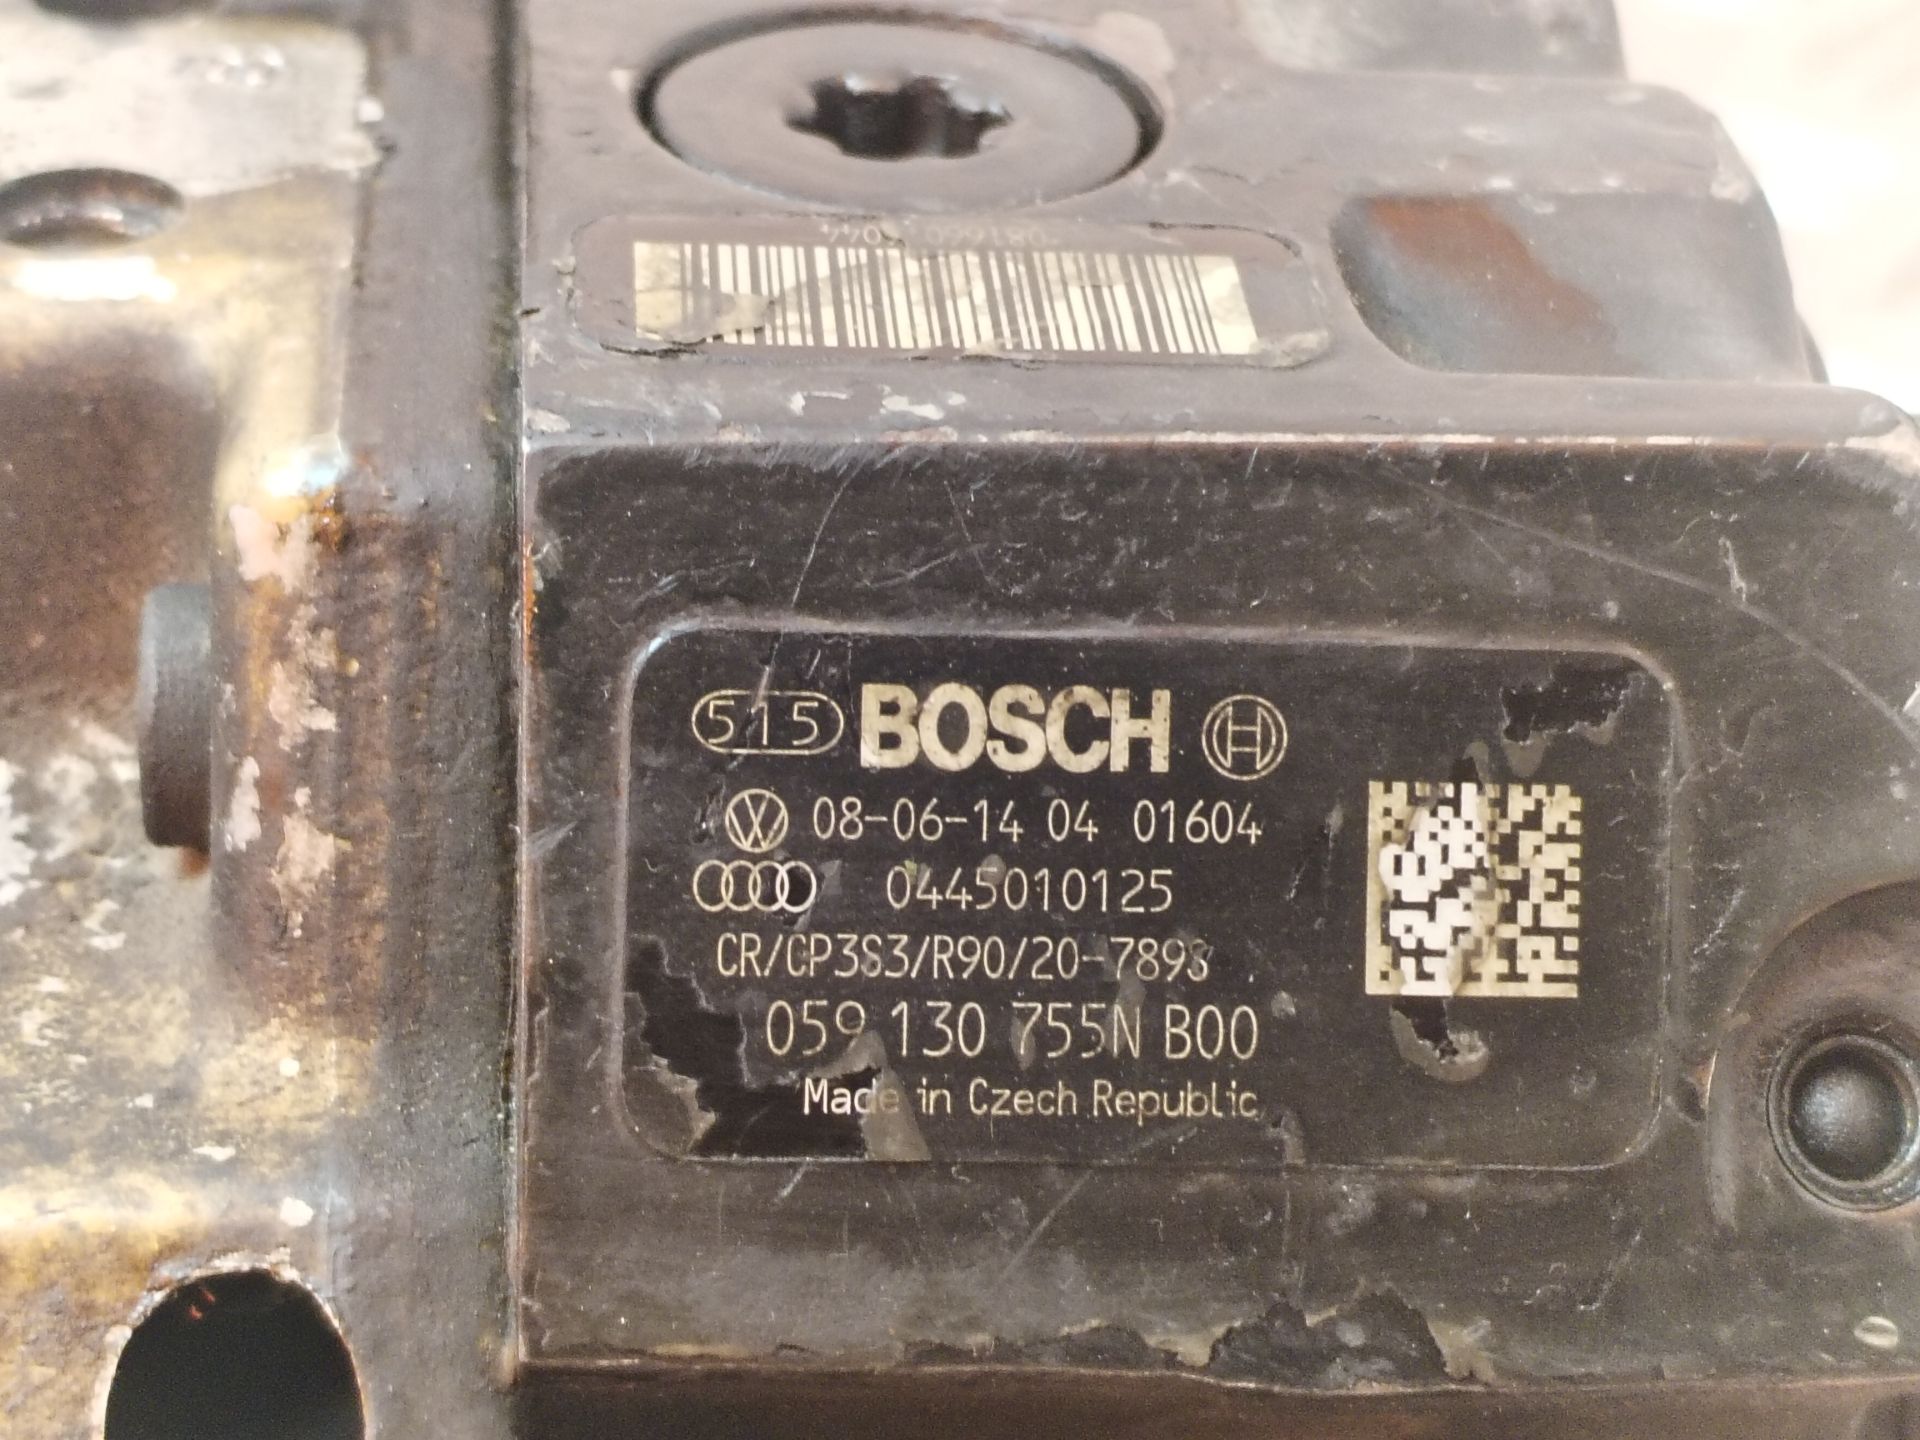 515 BOSCH
08-06-14 04 01604
0445010125
CR/CP3S3/R90/20-7898
059 130 755N B00
Made in Czech Republic